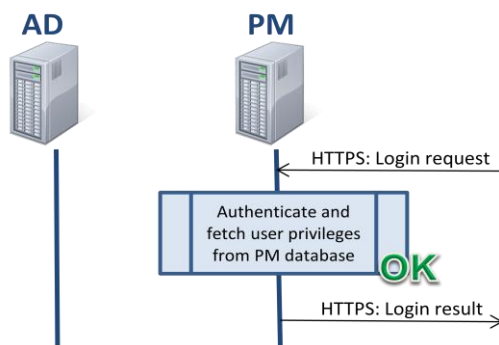 AD
PM
HTTPS: Login request
Authenticate and
fetch user privileges
from PM database
OK
HTTPS: Login result